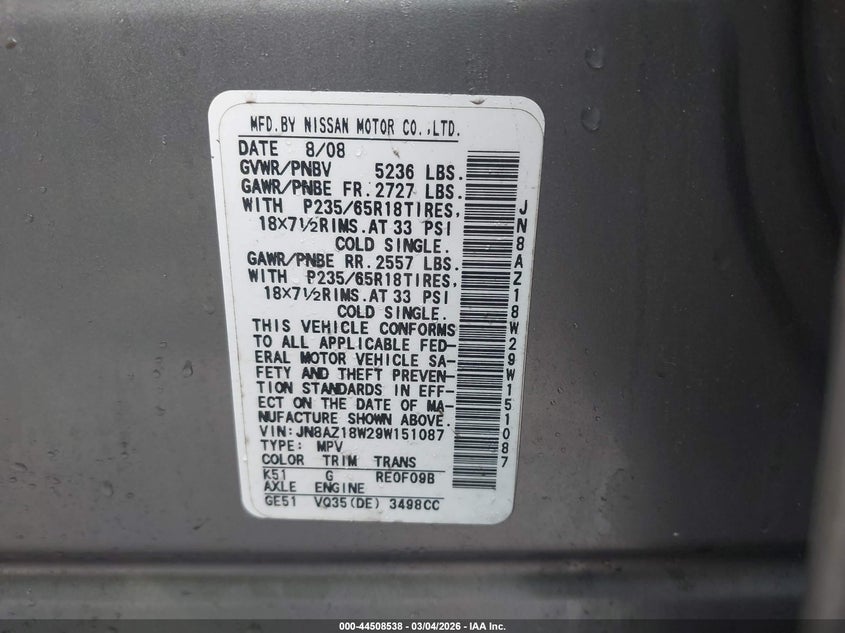 MFD.BY NISSAN MOTOR CO.,LTD.
DATE 8/08
GVWR/PNBV 5236 LBS.
GAWR/PNBE FR.2727 LBS.
WITH P235/65R18TIRES,
18X7½RIMS.AT 33 PSI
COLD SINGLE.
GAWR/PNBE RR.2557 LBS.
WITH P235/65R18TIRES,
18X7½RIMS.AT 33 PSI
COLD SINGLE.
THIS VEHICLE CONFORMS
TO ALL APPLICABLE FED-
ERAL MOTOR VEHICLE SA-
FETY AND THEFT PREVEN-
TION STANDARDS IN EFF-
ECT ON THE DATE OF MA-
NUFACTURE SHOWN ABOVE.
VIN:JN8AZ18W29W151087
TYPE: MPV
COLOR TRIM TRANS
K51 G RE0F09B
AXLE ENGINE
GE51 VQ35(DE) 3498CC
JN8AZ18W29W151087
000-44508538 - 03/04/2026 - IAA Inc.